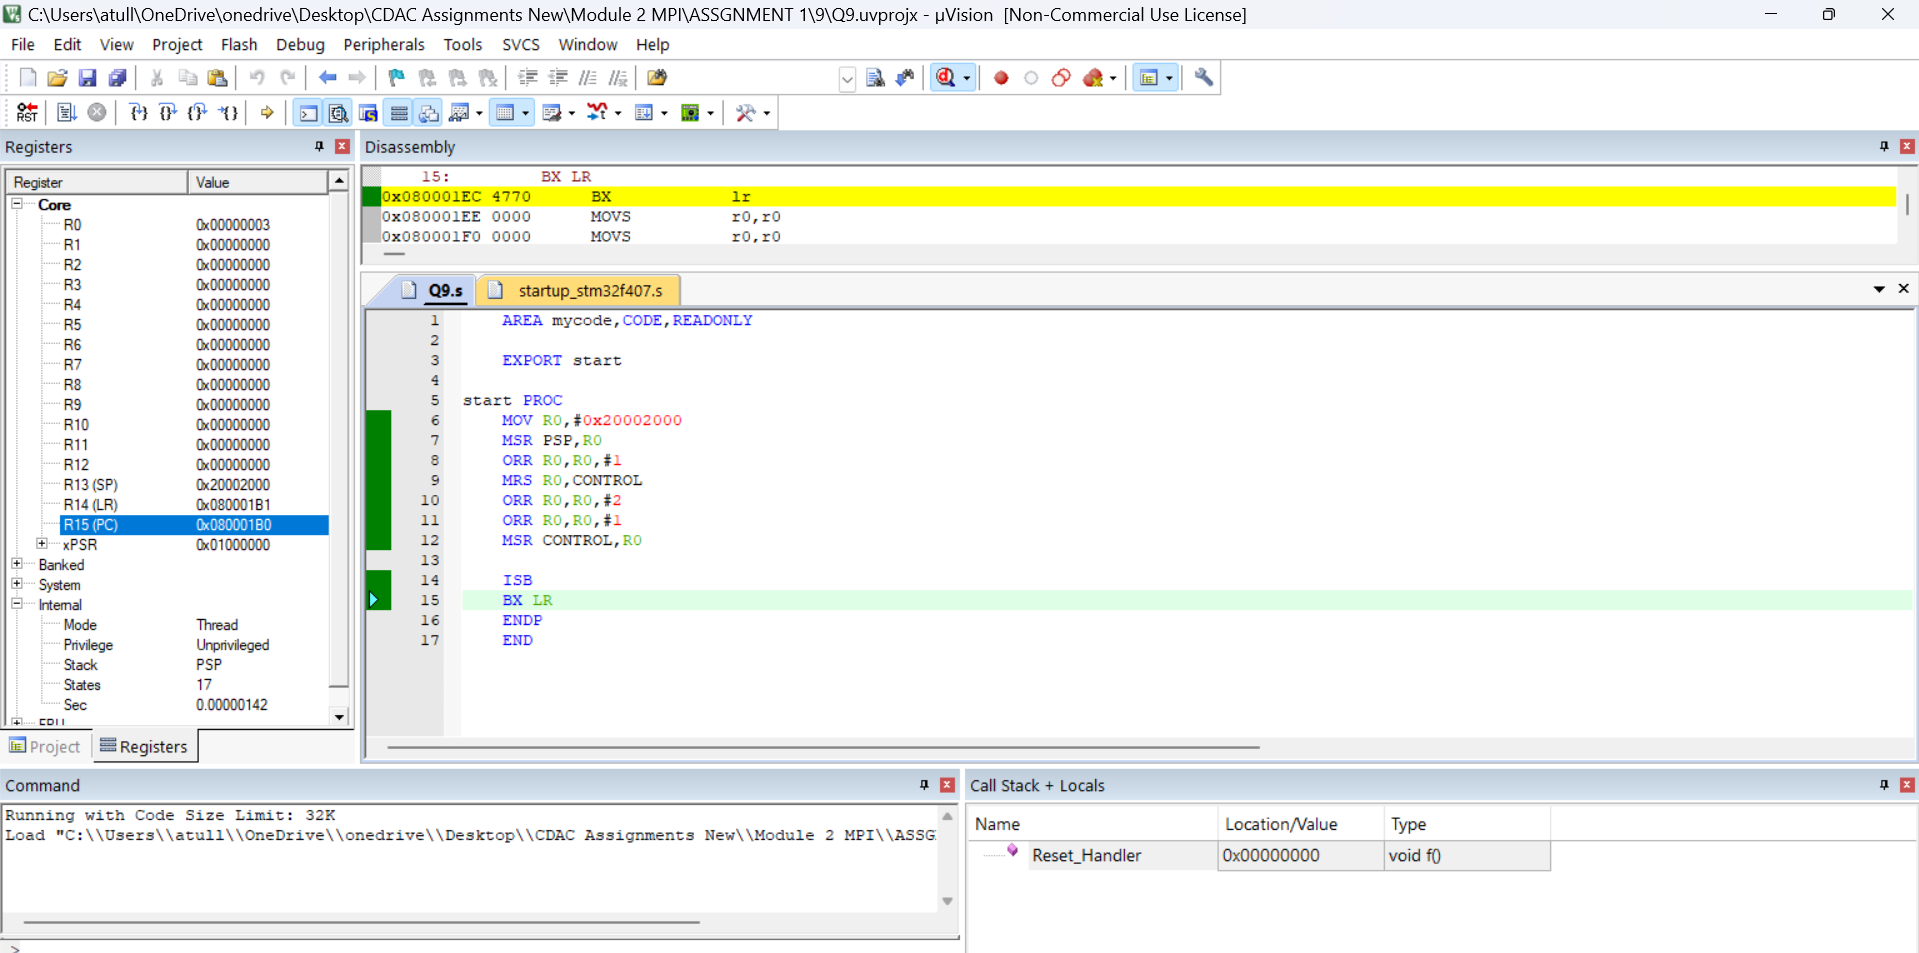 C:\Users\atull\OneDrive\onedrive\Desktop\CDAC Assignments New\Module 2 MPI\ASSGNMENT 1\9\Q9.uvprojx - µVision [Non-Commercial Use License]
File Edit View Project Flash Debug Peripherals Tools SVCS Window Help
RST
Registers
Register Value
Core
R0 0x00000003
R1 0x00000000
R2 0x00000000
R3 0x00000000
R4 0x00000000
R5 0x00000000
R6 0x00000000
R7 0x00000000
R8 0x00000000
R9 0x00000000
R10 0x00000000
R11 0x00000000
R12 0x00000000
R13 (SP) 0x20002000
R14 (LR) 0x080001B1
R15 (PC) 0x080001B0
xPSR 0x01000000
Banked
System
Internal
Mode Thread
Privilege Unprivileged
Stack PSP
States 17
Sec 0.00000142
FPU
Project Registers
Disassembly
15: BX LR
0x080001EC 4770 BX lr
0x080001EE 0000 MOVS r0,r0
0x080001F0 0000 MOVS r0,r0
Q9.s startup_stm32f407.s
1 AREA mycode,CODE,READONLY
2
3 EXPORT start
4
5 start PROC
6 MOV R0,#0x20002000
7 MSR PSP,R0
8 ORR R0,R0,#1
9 MRS R0,CONTROL
10 ORR R0,R0,#2
11 ORR R0,R0,#1
12 MSR CONTROL,R0
13
14 ISB
15 BX LR
16 ENDP
17 END
Command
Running with Code Size Limit: 32K
Load "C:\\Users\\atull\\OneDrive\\onedrive\\Desktop\\CDAC Assignments New\\Module 2 MPI\\ASSG
>
Call Stack + Locals
Name Location/Value Type
Reset_Handler 0x00000000 void f()